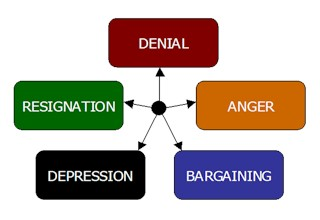 DENIAL
RESIGNATION
ANGER
DEPRESSION
BARGAINING